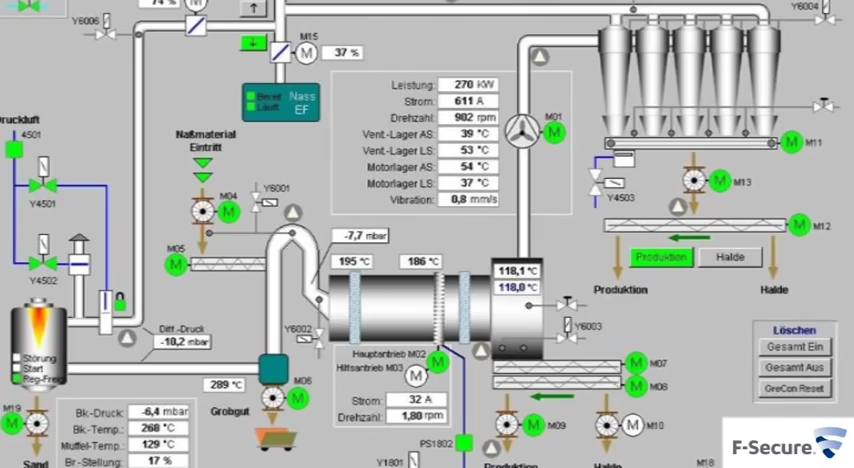 74 %
Y6006
M
M15
37 %
Y6004
M
Bereit
Läuft
Nass
EF
Leistung: 270 KW
Strom: 611 A
Drehzahl: 902 rpm
Vent.-Lager AS: 39 °C
Vent.-Lager LS: 53 °C
Motorlager AS: 54 °C
Motorlager LS: 37 °C
Vibration: 0,8 mm/s
M01
M
M
M11
Druckluft
4501
Naßmaterial
Eintritt
Y4501
M04
M
Y6001
M
M13
Y4503
M05
M
-7,7 mbar
M
M12
Produktion
Halde
Y4502
195 °C
186 °C
118,1 °C
118,0 °C
Produktion
Halde
Diff.-Druck
-10,2 mbar
Y6002
Y6003
Löschen
Gesamt Ein
Gesamt Aus
GreCon Reset
Störung
Start
Reg-Frei
Hauptantrieb M02
M
Hilfsantrieb M03
M
M
M07
M
M08
289 °C
M06
M
Grobgut
Strom: 32 A
Drehzahl: 1,80 rpm
M19
M
Bk-Druck: -6,4 mbar
Bk-Temp.: 268 °C
Muffel-Temp: 129 °C
Br.-Stellung: 17 %
PS1802
M
M09
M
M10
Sand
Y1801
Produktion
Halde
M18
F-Secure.